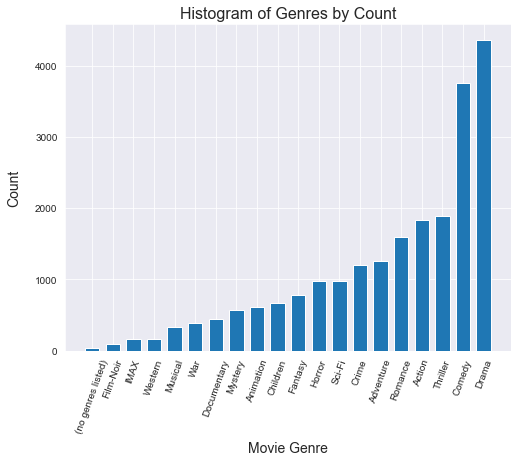 Histogram of Genres by Count
Count
4000
3000
2000
1000
0
(no genres listed)
Film-Noir
IMAX
Western
Musical
War
Documentary
Mystery
Animation
Children
Fantasy
Horror
Sci-Fi
Crime
Adventure
Romance
Action
Thriller
Comedy
Drama
Movie Genre